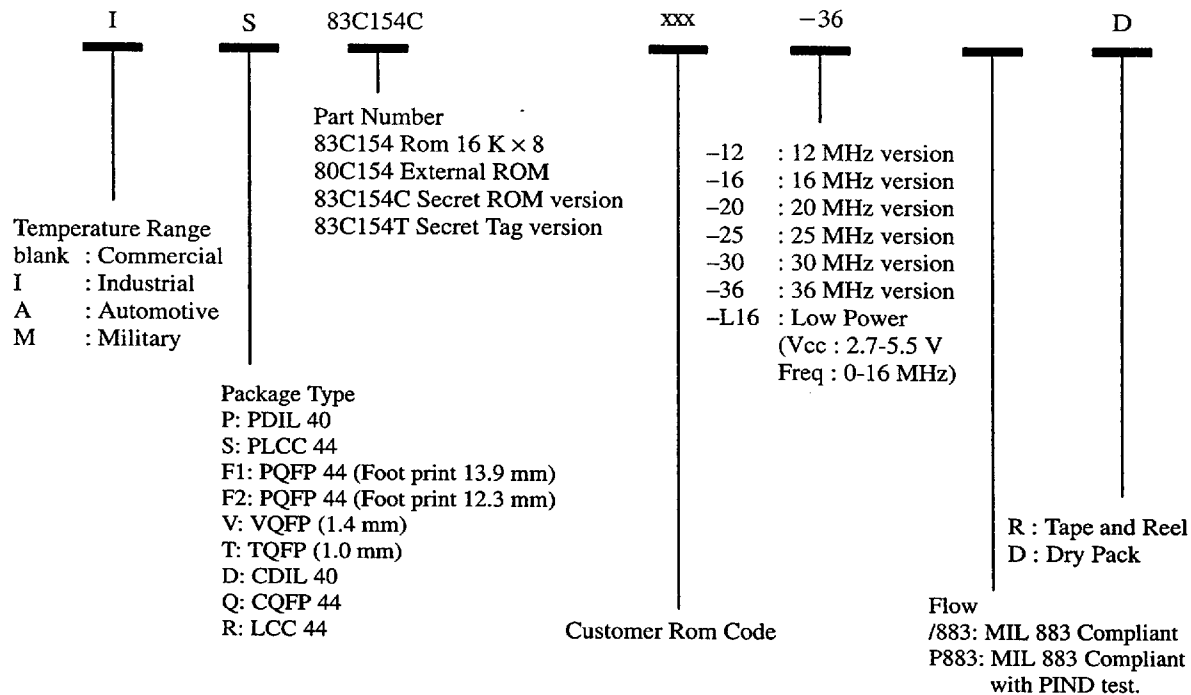 I S 83C154C xxx –36 D
Part Number
83C154 Rom 16 K × 8
80C154 External ROM
83C154C Secret ROM version
83C154T Secret Tag version
–12 : 12 MHz version
–16 : 16 MHz version
–20 : 20 MHz version
–25 : 25 MHz version
–30 : 30 MHz version
–36 : 36 MHz version
–L16 : Low Power
(Vcc : 2.7-5.5 V
Freq : 0-16 MHz)
Temperature Range
blank : Commercial
I : Industrial
A : Automotive
M : Military
Package Type
P: PDIL 40
S: PLCC 44
F1: PQFP 44 (Foot print 13.9 mm)
F2: PQFP 44 (Foot print 12.3 mm)
V: VQFP (1.4 mm)
T: TQFP (1.0 mm)
D: CDIL 40
Q: CQFP 44
R: LCC 44
Customer Rom Code
R : Tape and Reel
D : Dry Pack
Flow
/883: MIL 883 Compliant
P883: MIL 883 Compliant
with PIND test.